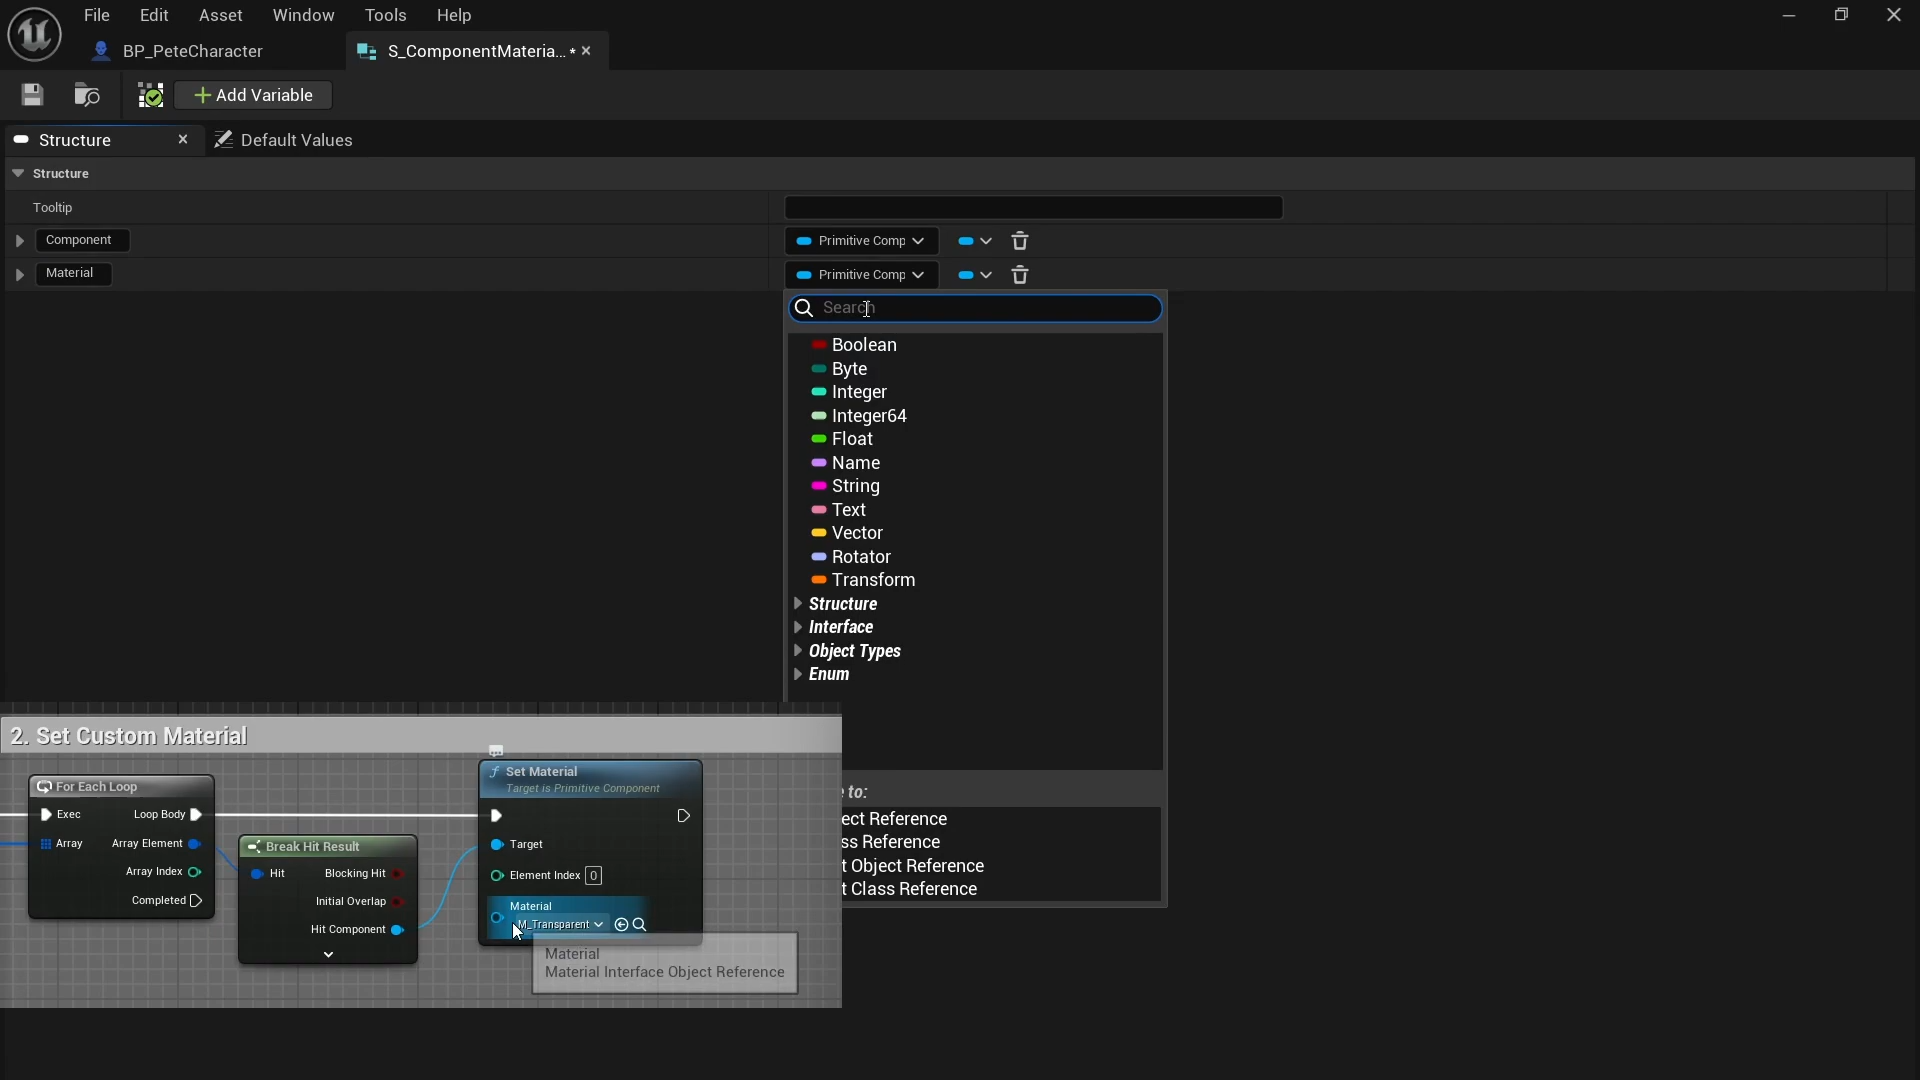 File Edit Asset Window Tools Help
BP_PeteCharacter
S_ComponentMateria... *
Add Variable
Structure
Default Values
Structure
Tooltip
Component
Primitive Comp
Material
Primitive Comp
Search
Boolean
Byte
Integer
Integer64
Float
Name
String
Text
Vector
Rotator
Transform
Structure
Interface
Object Types
Enum
e to:
ect Reference
ss Reference
t Object Reference
t Class Reference
2. Set Custom Material
For Each Loop
Exec Loop Body
Array Array Element
Array Index
Completed
Break Hit Result
Hit Blocking Hit
Initial Overlap
Hit Component
f Set Material
Target is Primitive Component
Target
Element Index 0
Material
M_Transparent
Material
Material Interface Object Reference